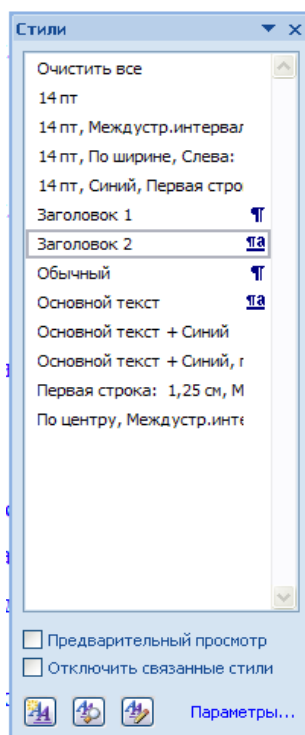 Стили
Очистить все
14 пт
14 пт, Междустр.интервал
14 пт, По ширине, Слева:
14 пт, Синий, Первая стро
Заголовок 1 ¶
Заголовок 2 ¶a
Обычный ¶
Основной текст ¶a
Основной текст + Синий
Основной текст + Синий, г
Первая строка: 1,25 см, М
По центру, Междустр.инте
Предварительный просмотр
Отключить связанные стили
Параметры...